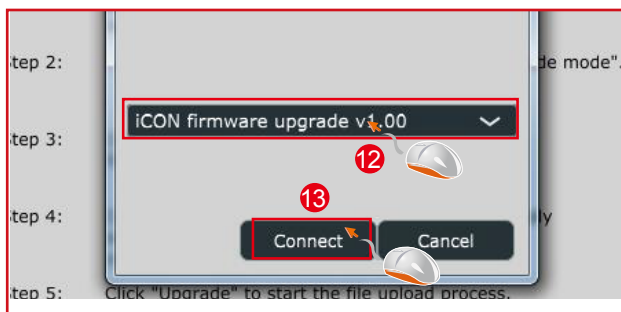 Step 2:
de mode".
iCON firmware upgrade v1.00
Step 3:
12
13
Step 4:
ly
Connect
Cancel
Step 5: Click "Upgrade" to start the file upload process.